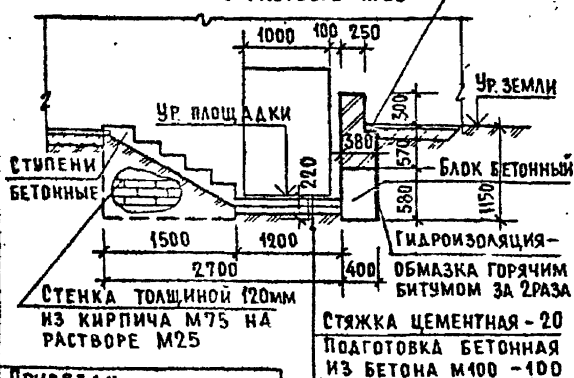 1000
100
250
Ур. земли
Ур. площадки
300
380
Ступени
бетонные
220
570
Блок бетонный
580
1150
1500
1200
Гидроизоляция-
обмазка горячим
битумом за 2раза
2700
400
Стенка толщиной 120мм
из кирпича М75 на
растворе М25
Стяжка цементная - 20
Подготовка бетонная
из бетона М100 -100